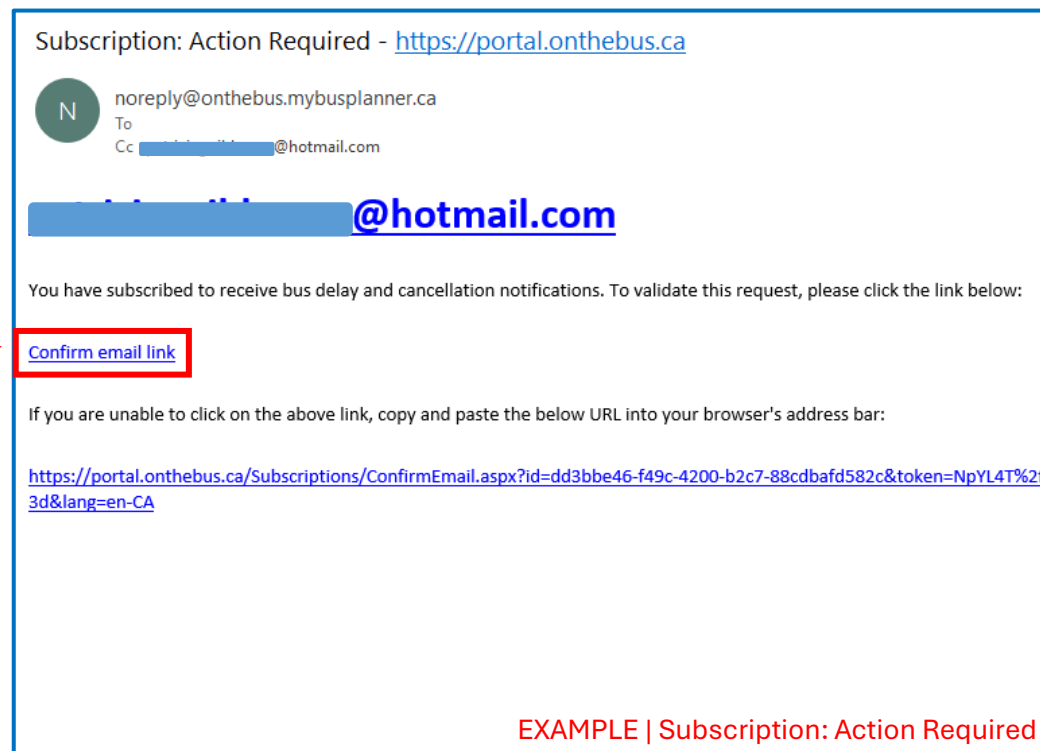 Subscription: Action Required - https://portal.onthebus.ca
N
noreply@onthebus.mybusplanner.ca
To
Cc @hotmail.com
@hotmail.com
You have subscribed to receive bus delay and cancellation notifications. To validate this request, please click the link below:
Confirm email link
If you are unable to click on the above link, copy and paste the below URL into your browser's address bar:
https://portal.onthebus.ca/Subscriptions/ConfirmEmail.aspx?id=dd3bbe46-f49c-4200-b2c7-88cdbafd582c&token=NpYL4T%2
3d&lang=en-CA
EXAMPLE | Subscription: Action Required